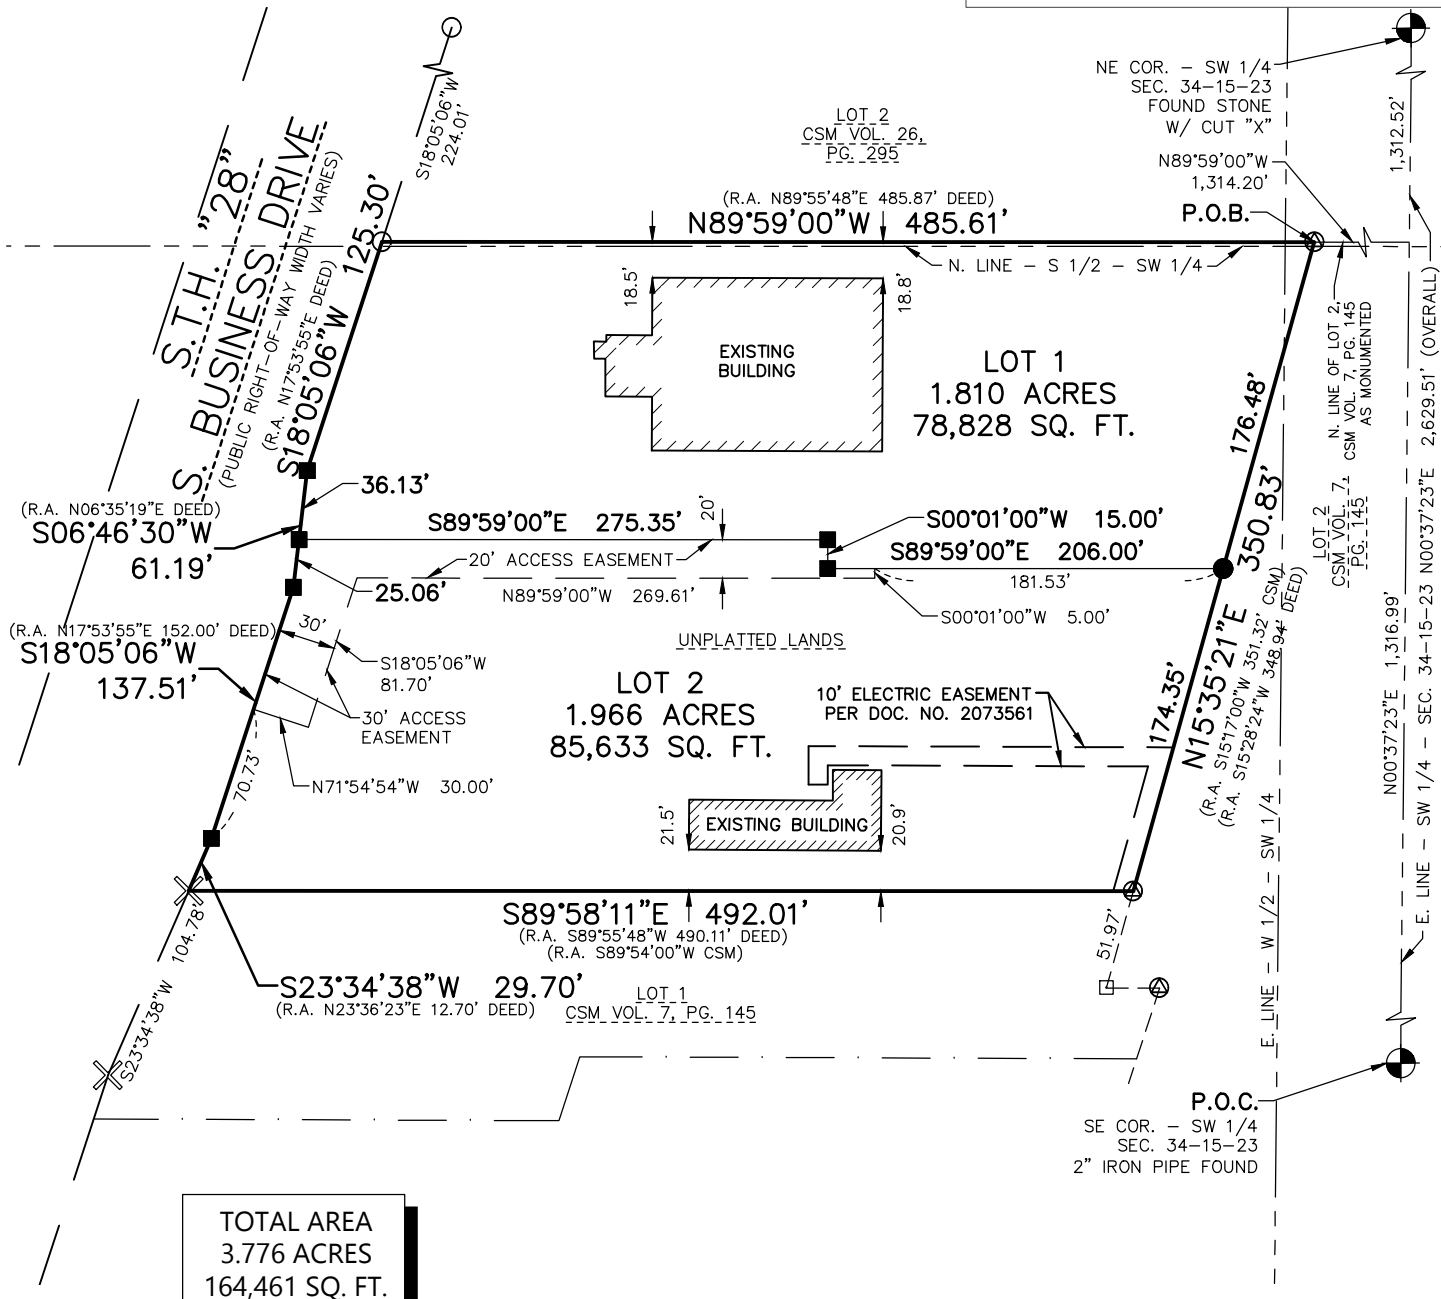 NE COR. – SW 1/4
SEC. 34–15–23
FOUND STONE
W/ CUT "X"
N89°59'00"W
1,314.20'
P.O.B.
1,312.52'
S18°05'06"W
224.01'
LOT 2
CSM VOL. 26,
PG. 295
(R.A. N89°55'48"E 485.87' DEED)
N89°59'00"W 485.61'
N. LINE – S 1/2 – SW 1/4
S.T.H. "28"
S. BUSINESS DRIVE
(PUBLIC RIGHT–OF–WAY WIDTH VARIES)
(R.A. N17°53'55"E DEED)
S18°05'06"W 125.30'
18.5'
18.8'
EXISTING
BUILDING
LOT 1
1.810 ACRES
78,828 SQ. FT.
176.48'
350.83'
N. LINE OF LOT 2,
CSM VOL. 7, PG. 145
AS MONUMENTED
LOT 2
CSM VOL. 7,
PG. 145
2,629.51' (OVERALL)
E. LINE – SW 1/4 – SEC. 34–15–23 N00°37'23"E
N00°37'23"E 1,316.99'
(R.A. N06°35'19"E DEED)
S06°46'30"W
61.19'
36.13'
S89°59'00"E 275.35'
20'
S00°01'00"W 15.00'
S89°59'00"E 206.00'
20' ACCESS EASEMENT
181.53'
25.06'
N89°59'00"W 269.61'
S00°01'00"W 5.00'
(R.A. N17°53'55"E 152.00' DEED)
S18°05'06"W
137.51'
30'
S18°05'06"W
81.70'
UNPLATTED LANDS
LOT 2
1.966 ACRES
85,633 SQ. FT.
30' ACCESS
EASEMENT
10' ELECTRIC EASEMENT
PER DOC. NO. 2073561
174.35'
N15°35'21"E
(R.A. S15°17'00"W 351.32' CSM)
(R.A. S15°28'24"W 348.94' DEED)
70.73'
N71°54'54"W 30.00'
21.5'
EXISTING BUILDING
20.9'
E. LINE – W 1/2 – SW 1/4
S89°58'11"E 492.01'
(R.A. S89°55'48"W 490.11' DEED)
(R.A. S89°54'00"W CSM)
51.97'
S23°34'38"W 104.78'
S23°34'38"W 29.70'
(R.A. N23°36'23"E 12.70' DEED)
LOT 1
CSM VOL. 7, PG. 145
P.O.C.
SE COR. – SW 1/4
SEC. 34–15–23
2" IRON PIPE FOUND
TOTAL AREA
3.776 ACRES
164,461 SQ. FT.